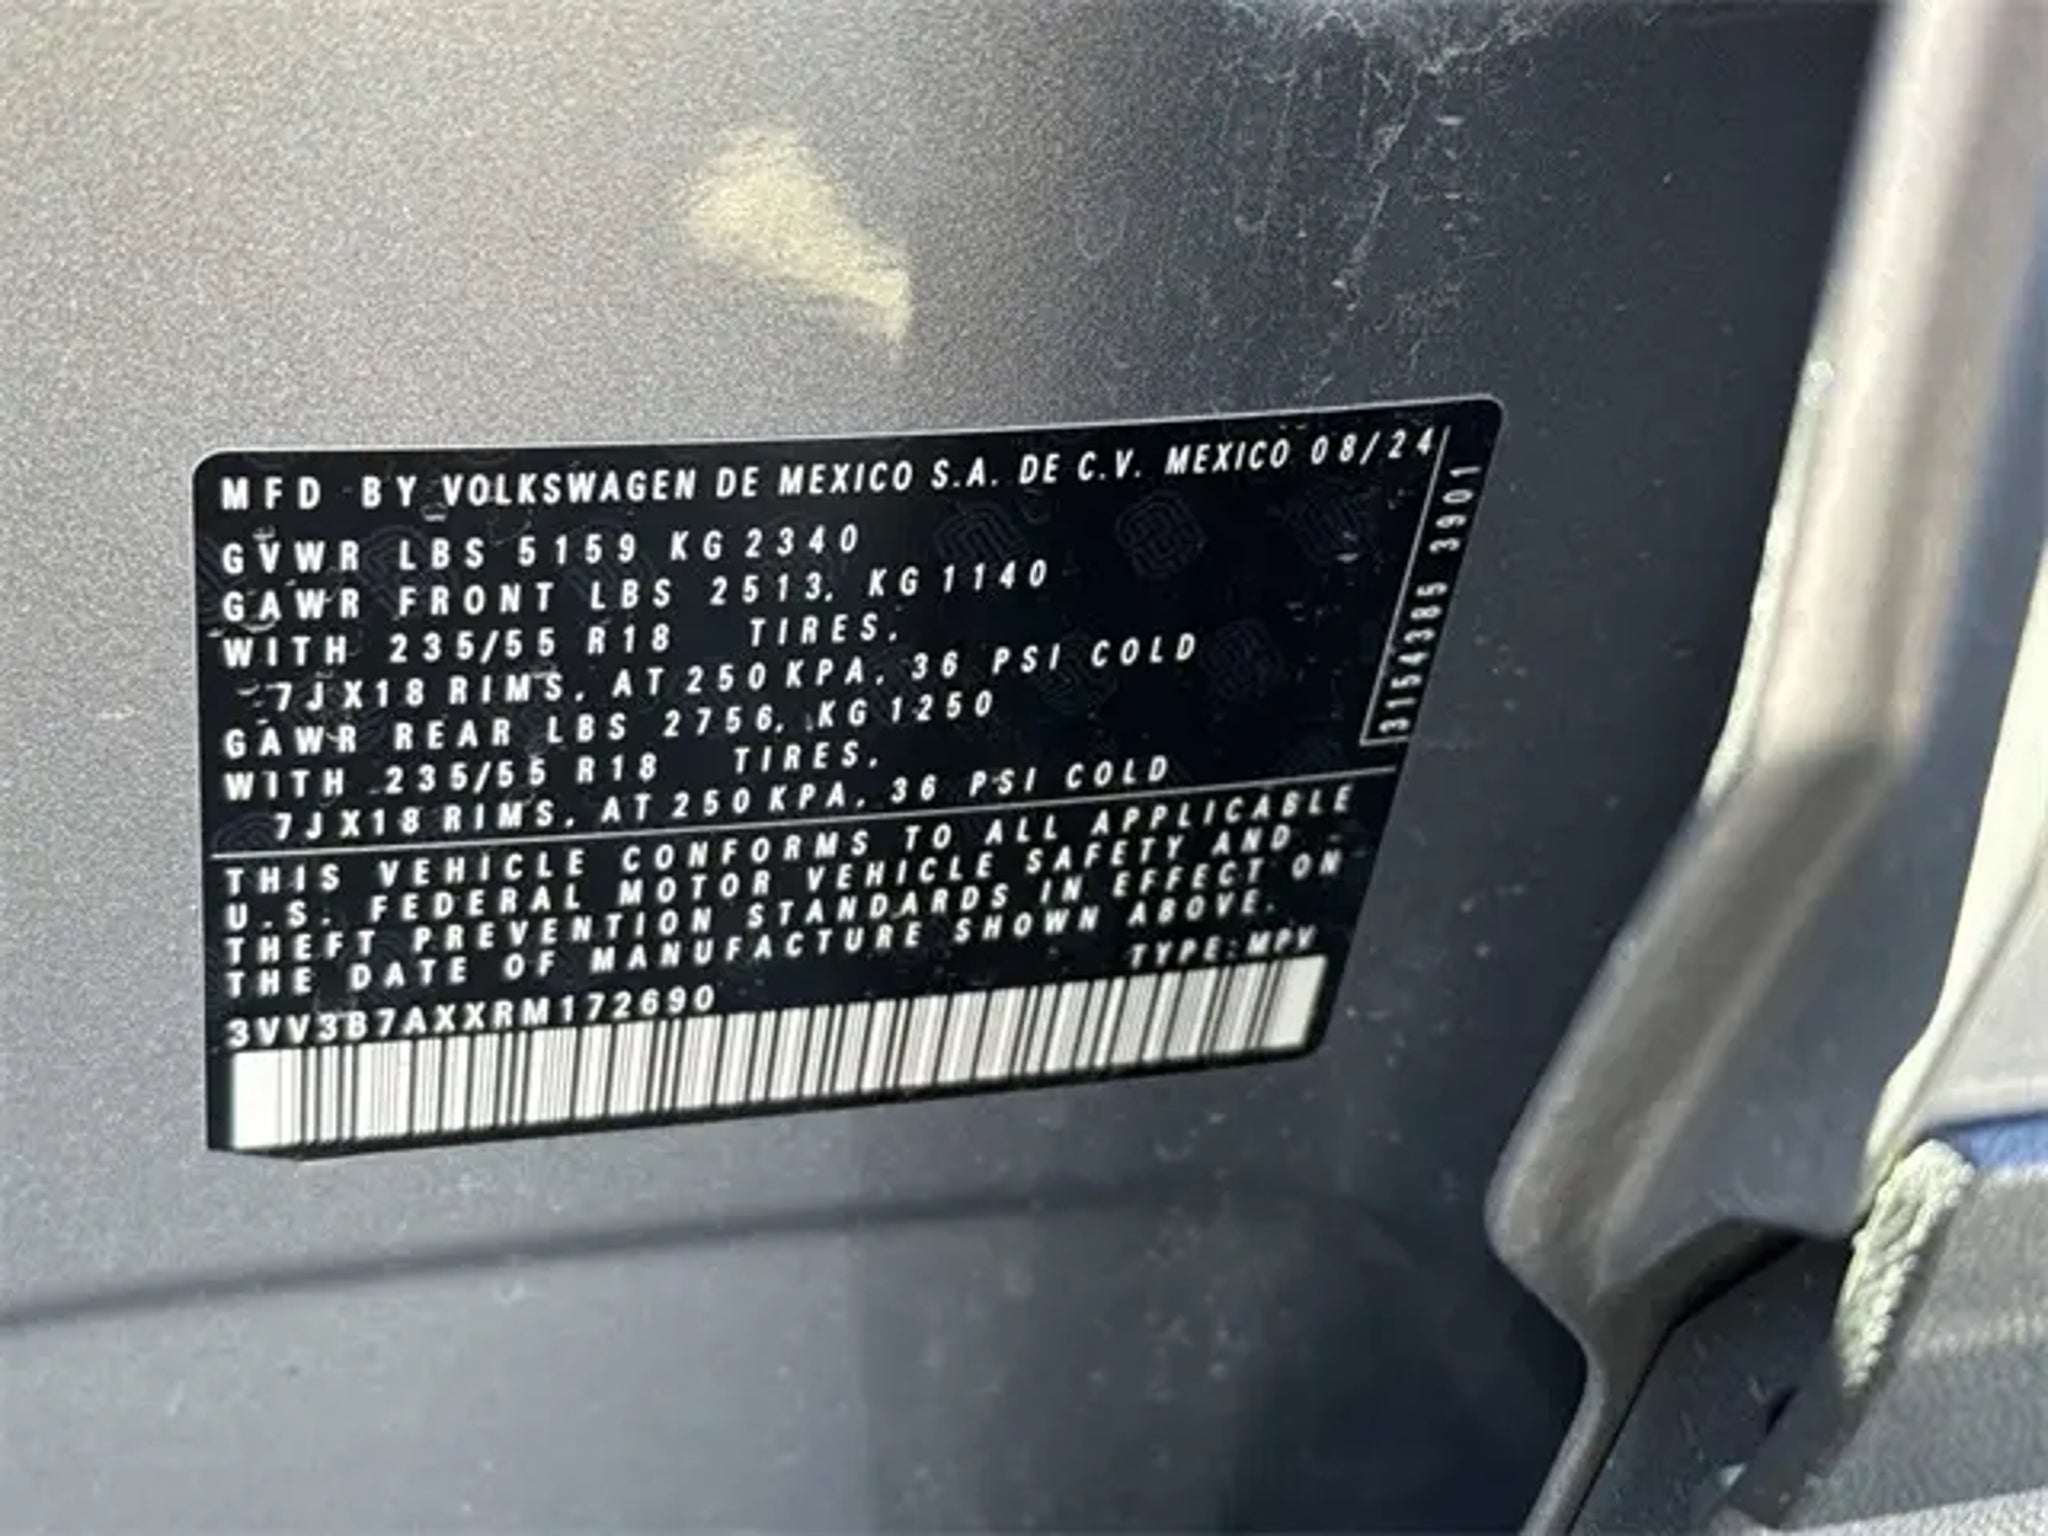 MFD BY VOLKSWAGEN DE MEXICO S.A. DE C.V. MEXICO 08/24
GVWR LBS 5159 KG 2340
GAWR FRONT LBS 2513, KG 1140
WITH 235/55 R18 TIRES,
7JX18 RIMS, AT 250 KPA, 36 PSI COLD
GAWR REAR LBS 2756, KG 1250
WITH 235/55 R18 TIRES,
7JX18 RIMS, AT 250 KPA, 36 PSI COLD
THIS VEHICLE CONFORMS TO ALL APPLICABLE
U.S. FEDERAL MOTOR VEHICLE SAFETY AND
THEFT PREVENTION STANDARDS IN EFFECT ON
THE DATE OF MANUFACTURE SHOWN ABOVE.
TYPE:MPV
3VV3B7AXXRM172690
3154385 3901